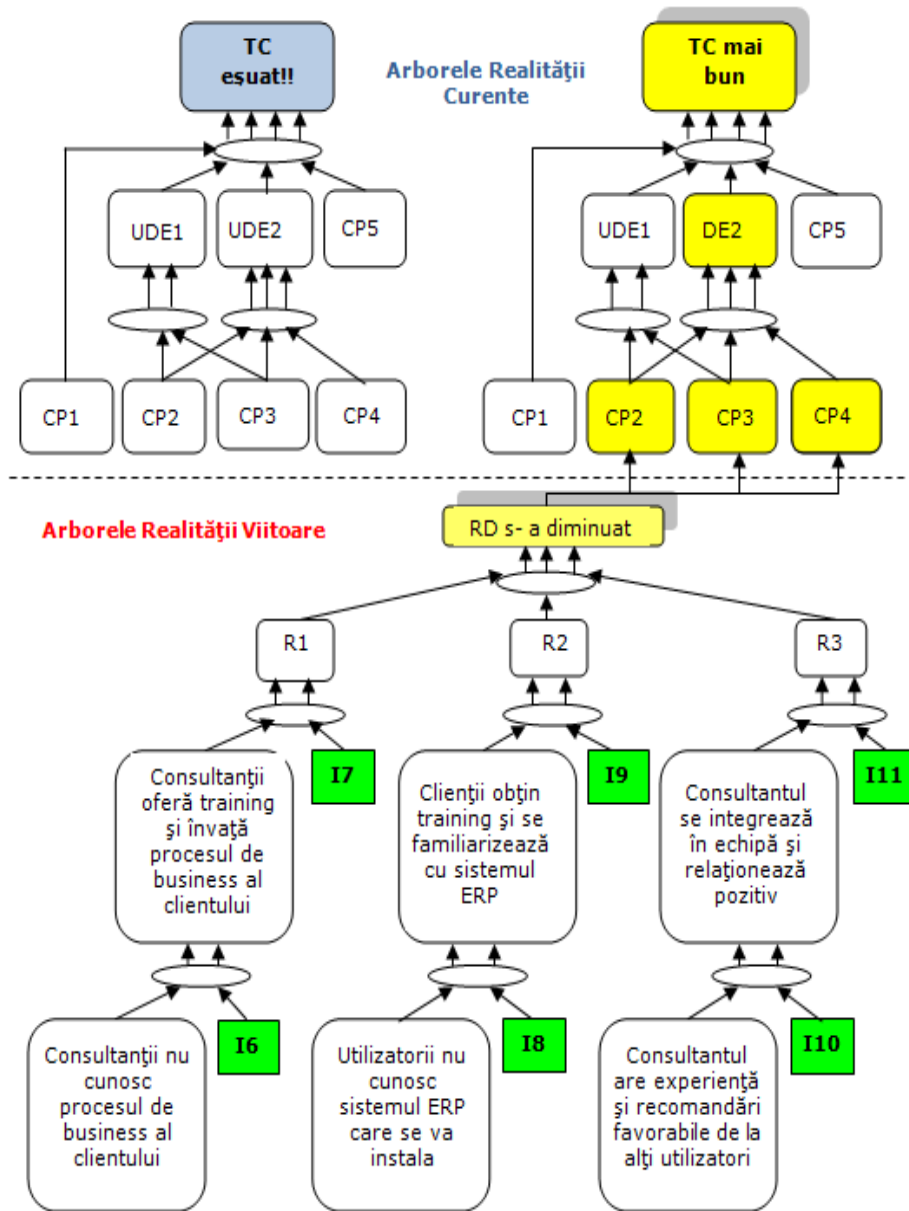 TC
eşuat!!
Arborele Realităţii
Curente
TC mai
bun
UDE1
UDE2
CP5
UDE1
DE2
CP5
CP1
CP2
CP3
CP4
CP1
CP2
CP3
CP4
Arborele Realităţii Viitoare
RD s- a diminuat
R1
R2
R3
Consultanţii
oferă training
şi învaţă
procesul de
business al
clientului
I7
Clienţii obţin
training şi se
familiarizează
cu sistemul
ERP
I9
Consultantul
se integrează
în echipă şi
relaţionează
pozitiv
I11
Consultanţii nu
cunosc
procesul de
business al
clientului
I6
Utilizatorii nu
cunosc
sistemul ERP
care se va
instala
I8
Consultantul
are experienţă
şi recomandări
favorabile de la
alţi utilizatori
I10